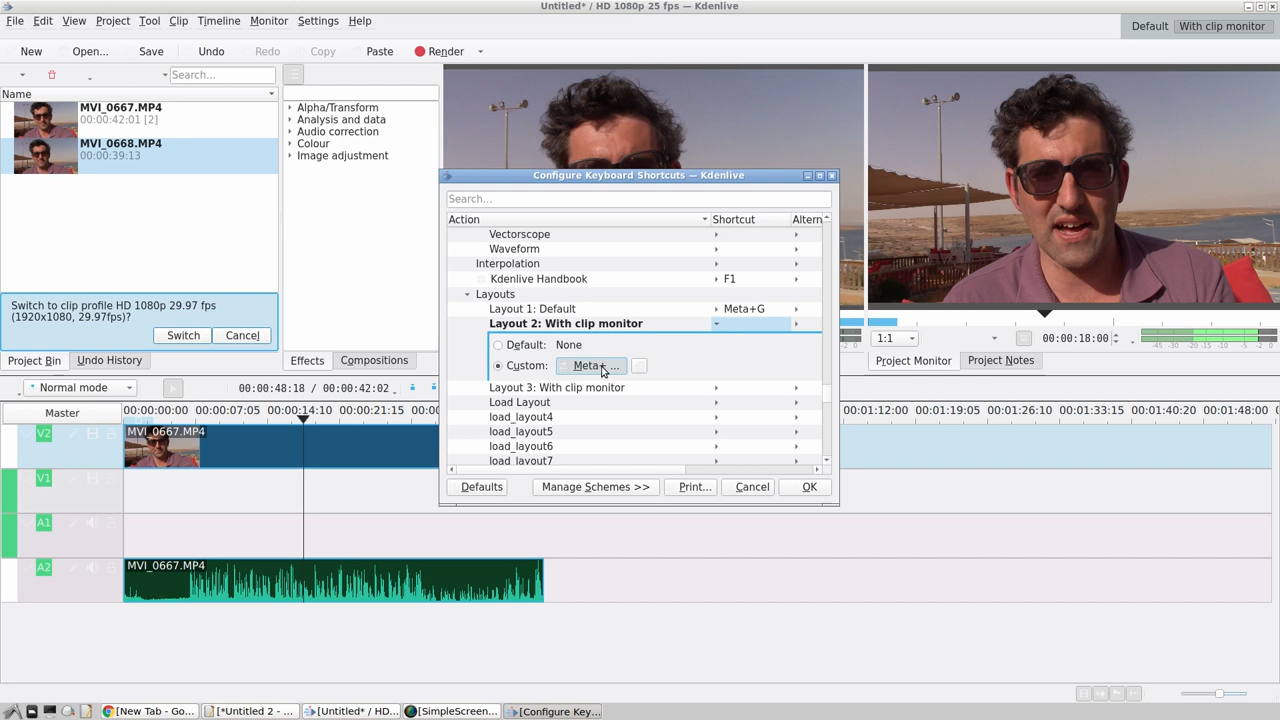 Untitled* / HD 1080p 25 fps — Kdenlive
File Edit View Project Tool Clip Timeline Monitor Settings Help
Default With clip monitor
New Open... Save Undo Redo Copy Paste Render
Search...
Name
MVI_0667.MP4
00:00:42:01 [2]
MVI_0668.MP4
00:00:39:13
Switch to clip profile HD 1080p 29.97 fps
(1920x1080, 29.97fps)?
Switch Cancel
Project Bin Undo History
Alpha/Transform
Analysis and data
Audio correction
Colour
Image adjustment
Effects Compositions
Configure Keyboard Shortcuts — Kdenlive
Search...
Action Shortcut Altern
Vectorscope
Waveform
Interpolation
Kdenlive Handbook F1
Layouts
Layout 1: Default Meta+G
Layout 2: With clip monitor
Default: None
Custom: Meta+ ...
Layout 3: With clip monitor
Load Layout
load_layout4
load_layout5
load_layout6
load_layout7
Defaults Manage Schemes >> Print... Cancel OK
1:1 00:00:18:00
-45 -30 -20 -15 -10 -5 -2 0
Project Monitor Project Notes
Normal mode 00:00:48:18 / 00:00:42:02
Master
00:00:00:00 00:00:07:05 00:00:14:10 00:00:21:15 00:00 00:01:12:00 00:01:19:05 00:01:26:10 00:01:33:15 00:01:40:20 00:01:48:00
V2 MVI_0667.MP4
V1
A1
A2 MVI_0667.MP4
[New Tab - Go... [*Untitled 2 - ... [Untitled* / HD... [SimpleScreen... [Configure Key...